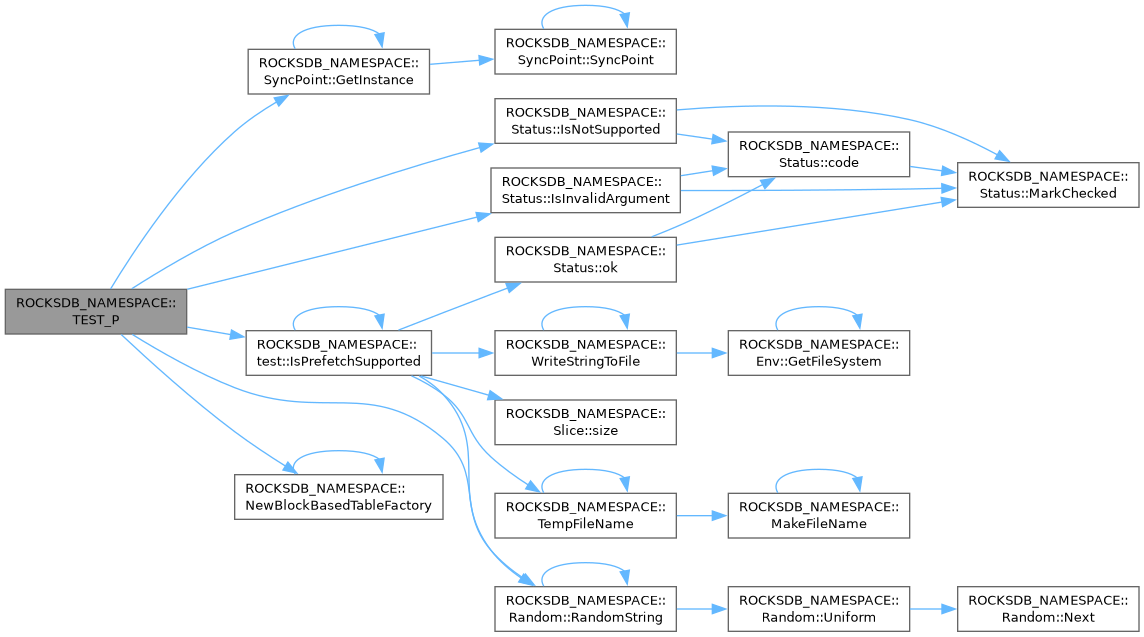 ROCKSDB_NAMESPACE::
SyncPoint::SyncPoint
ROCKSDB_NAMESPACE::
SyncPoint::GetInstance
ROCKSDB_NAMESPACE::
Status::IsNotSupported
ROCKSDB_NAMESPACE::
Status::code
ROCKSDB_NAMESPACE::
Status::IsInvalidArgument
ROCKSDB_NAMESPACE::
Status::MarkChecked
ROCKSDB_NAMESPACE::
Status::ok
ROCKSDB_NAMESPACE::
TEST_P
ROCKSDB_NAMESPACE::
test::IsPrefetchSupported
ROCKSDB_NAMESPACE::
WriteStringToFile
ROCKSDB_NAMESPACE::
Env::GetFileSystem
ROCKSDB_NAMESPACE::
Slice::size
ROCKSDB_NAMESPACE::
NewBlockBasedTableFactory
ROCKSDB_NAMESPACE::
TempFileName
ROCKSDB_NAMESPACE::
MakeFileName
ROCKSDB_NAMESPACE::
Random::RandomString
ROCKSDB_NAMESPACE::
Random::Uniform
ROCKSDB_NAMESPACE::
Random::Next